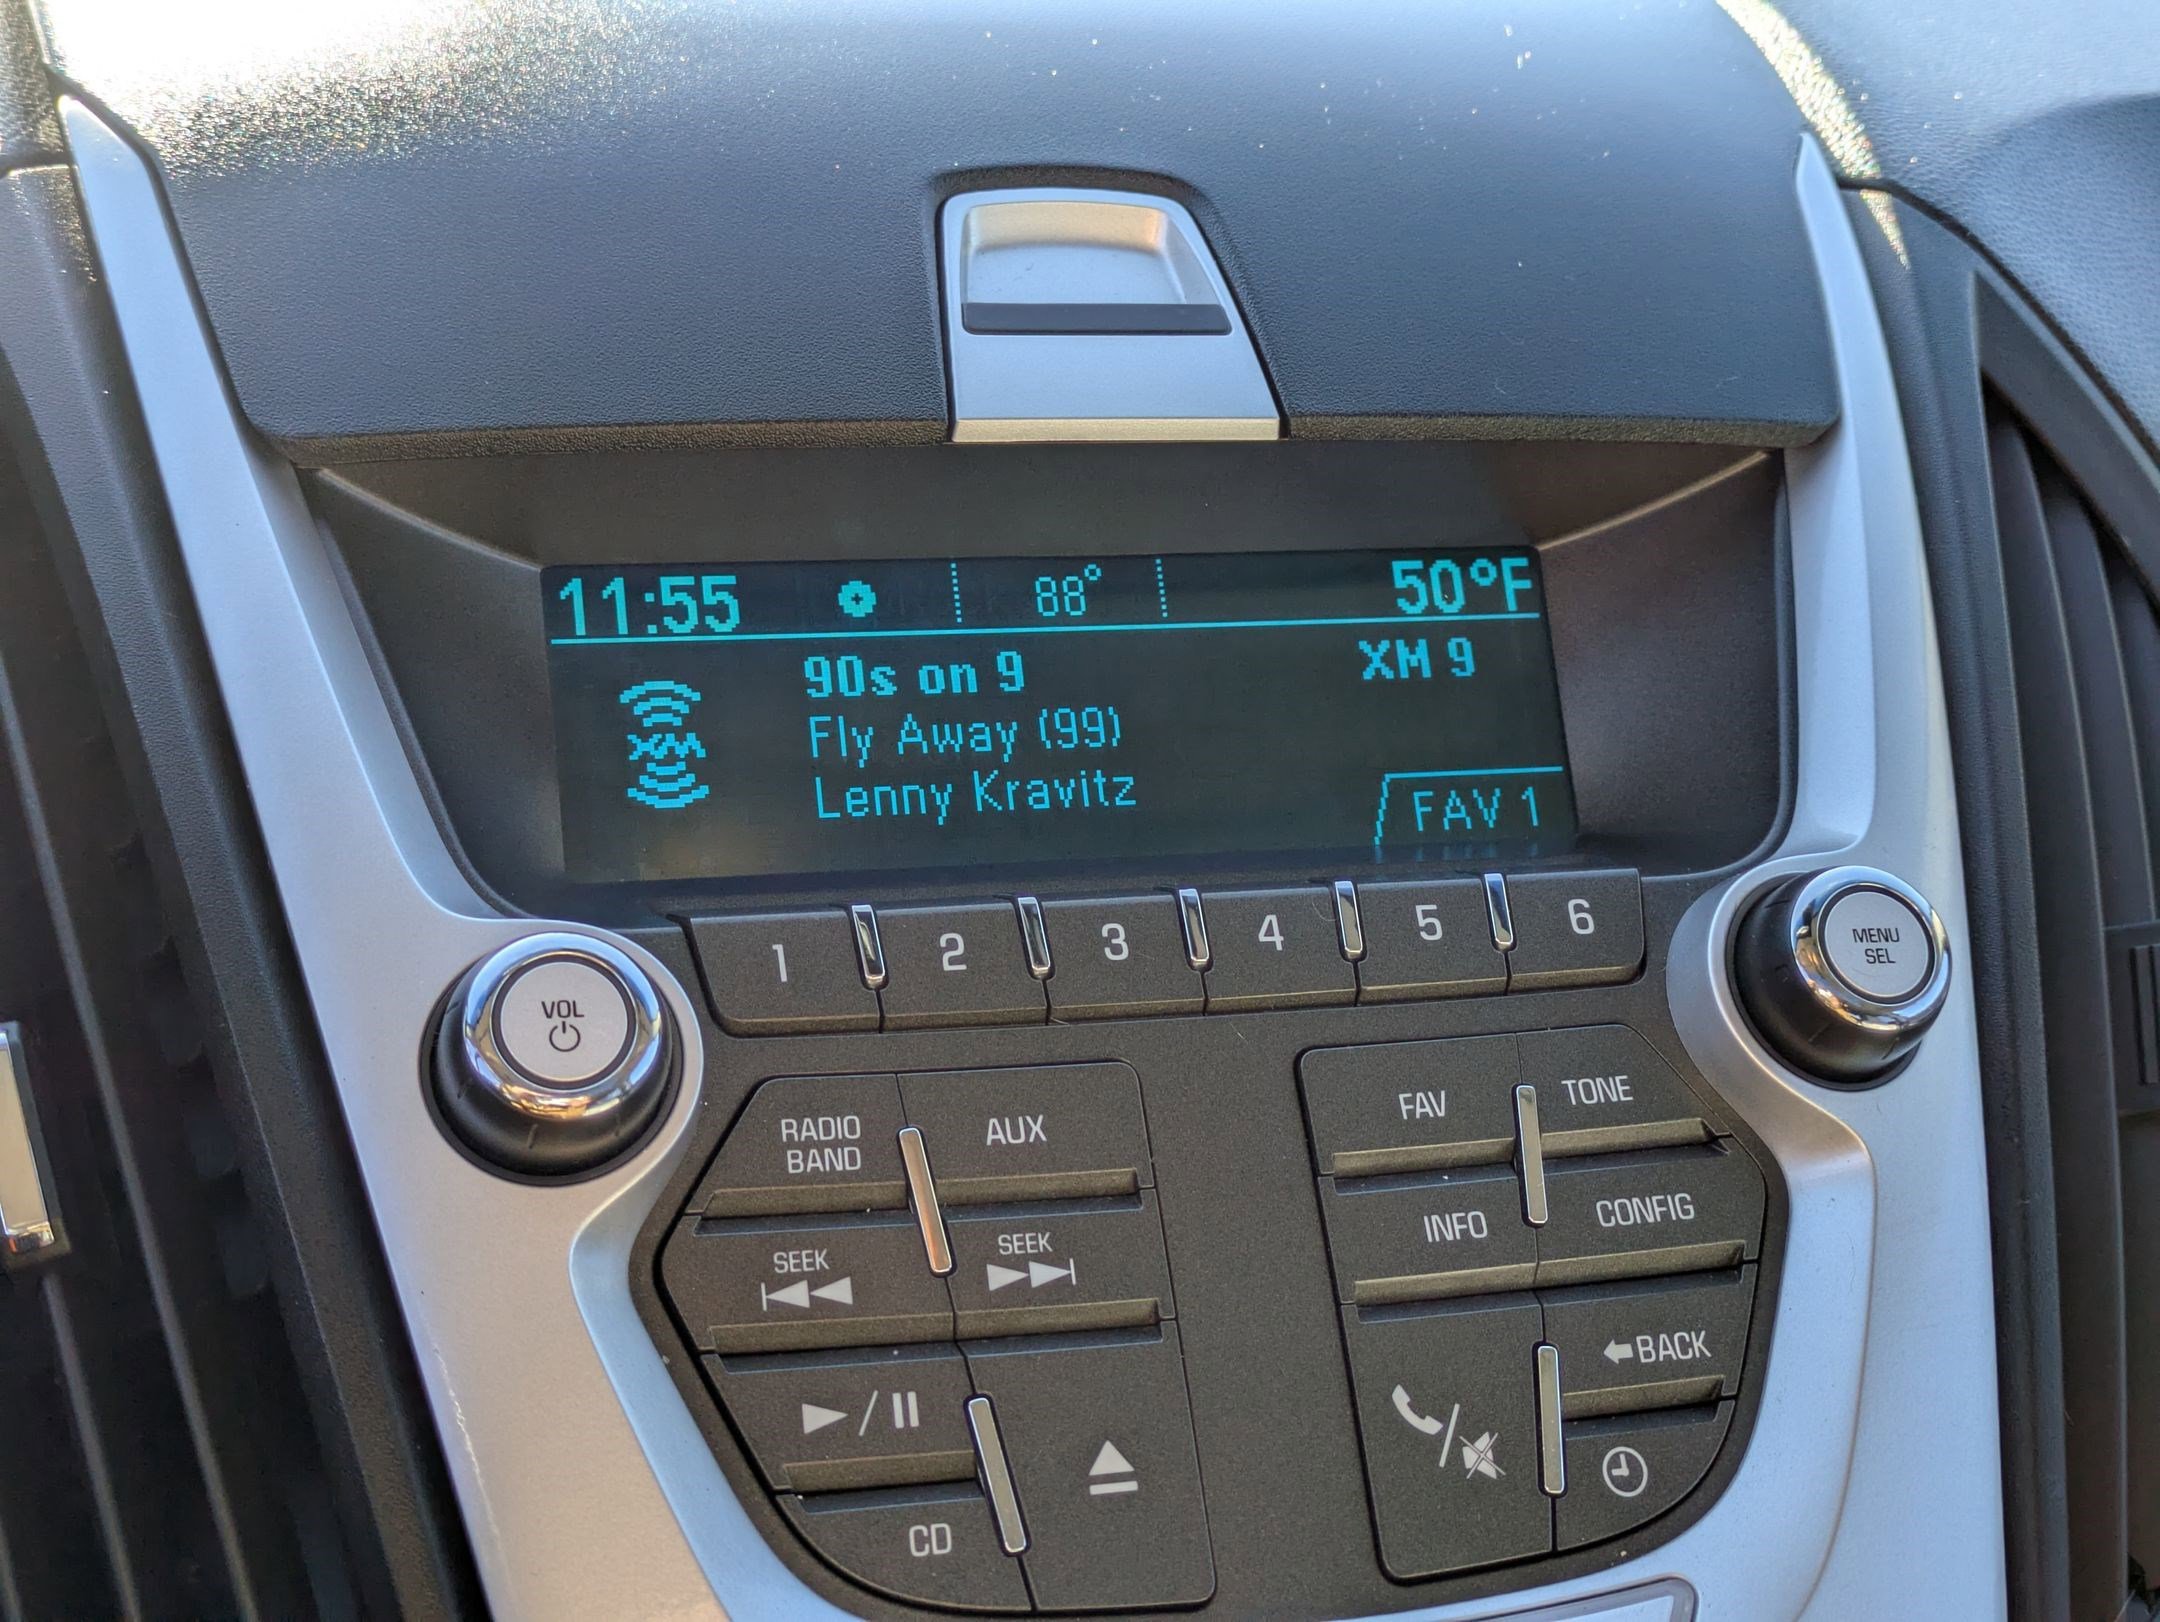 11:55 88° 50°F
90s on 9 XM 9
Fly Away (99)
XM
Lenny Kravitz
FAV 1
1 2 3 4 5 6
VOL
MENU
SEL
RADIO
BAND
AUX
FAV
TONE
SEEK
SEEK
INFO
CONFIG
BACK
CD